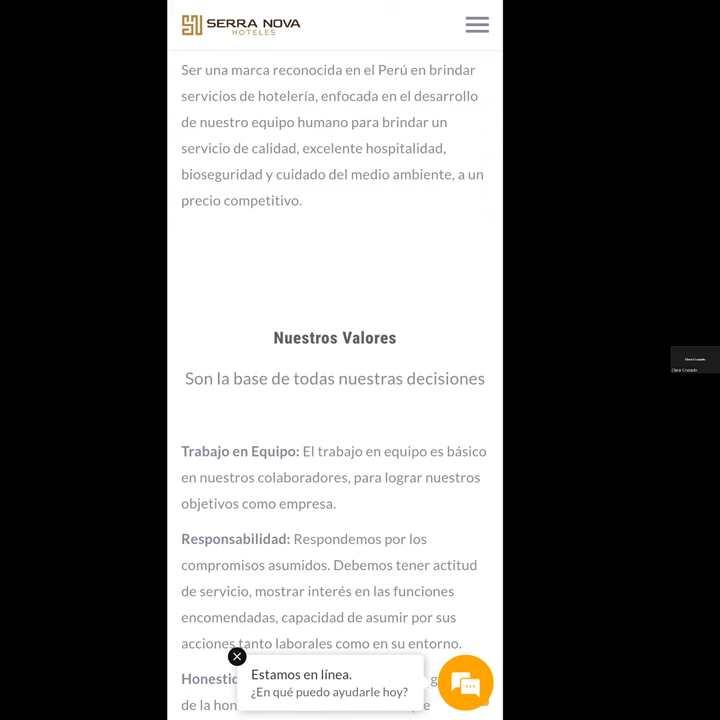 SERRA NOVA
HOTELES
Ser una marca reconocida en el Perú en brindar
servicios de hotelería, enfocada en el desarrollo
de nuestro equipo humano para brindar un
servicio de calidad, excelente hospitalidad,
bioseguridad y cuidado del medio ambiente, a un
precio competitivo.
Nuestros Valores
Son la base de todas nuestras decisiones
Trabajo en Equipo: El trabajo en equipo es básico
en nuestros colaboradores, para lograr nuestros
objetivos como empresa.
Responsabilidad: Respondemos por los
compromisos asumidos. Debemos tener actitud
de servicio, mostrar interés en las funciones
encomendadas, capacidad de asumir por sus
acciones tanto laborales como en su entorno.
Estamos en línea.
¿En qué puedo ayudarle hoy?
Clara Cruzado
Clara Cruzado